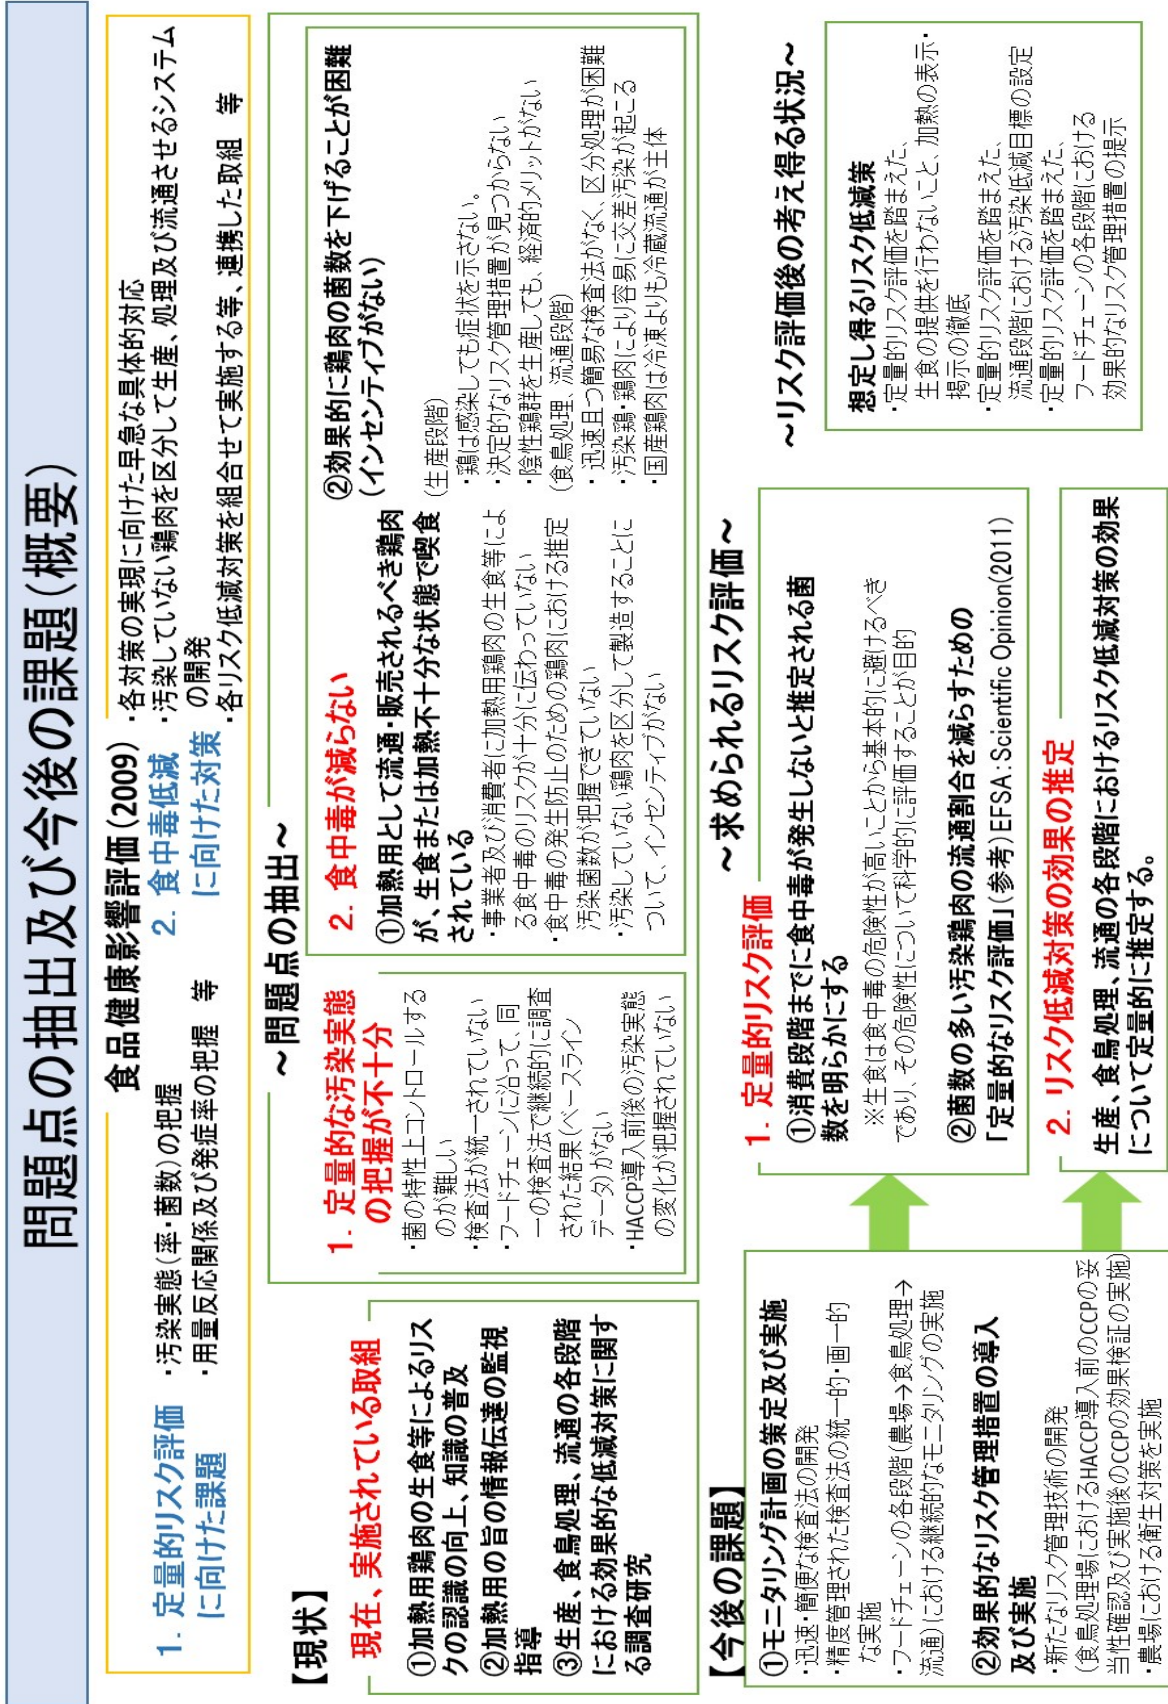 問題点の抽出及び今後の課題(概要)
食品健康影響評価(2009)
1. 定量的リスク評価
に向けた課題
・汚染実態(率・菌数)の把握
・用量反応関係及び発症率の把握　等
2. 食中毒低減
に向けた対策
・各対策の実現に向けた早急な具体的対応
・汚染していない鶏肉を区分して生産、処理及び流通させるシステム
の開発
・各リスク低減対策を組合せて実施する等、連携した取組　等
【現状】
現在、実施されている取組
①加熱用鶏肉の生食等によるリス
クの認識の向上、知識の普及
②加熱用の旨の情報伝達の監視
指導
③生産、食鳥処理、流通の各段階
における効果的な低減対策に関す
る調査研究
～問題点の抽出～
1. 定量的な汚染実態
の把握が不十分
・菌の特性上コントロールする
のが難しい
・検査法が統一されていない
・フードチェーンに沿って、同
一の検査法で継続的に調査
された結果(ベースライン
データ)がない
・HACCP導入前後の汚染実態
の変化が把握されていない
2. 食中毒が減らない
①加熱用として流通・販売されるべき鶏肉
が、生食または加熱不十分な状態で喫食
されている
・事業者及び消費者に加熱用鶏肉の生食等によ
る食中毒のリスクが十分に伝わっていない
・食中毒の発生防止のための鶏肉における推定
汚染菌数が把握できていない
・汚染していない鶏肉を区分して製造することに
ついて、インセンティブがない
②効果的に鶏肉の菌数を下げることが困難
(インセンティブがない)
(生産段階)
・鶏は感染しても症状を示さない。
・決定的なリスク管理措置が見つからない
・陰性鶏群を生産しても、経済的メリットがない
(食鳥処理、流通段階)
・迅速且つ簡易な検査法がなく、区分処理が困難
・汚染鶏・鶏肉により容易に交差汚染が起こる
・国産鶏肉は冷凍よりも冷蔵流通が主体
【今後の課題】
①モニタリング計画の策定及び実施
・迅速・簡便な検査法の開発
・精度管理された検査法の統一的・画一的
な実施
・フードチェーンの各段階(農場→食鳥処理→
流通)における継続的なモニタリングの実施
②効果的なリスク管理措置の導入
及び実施
・新たなリスク管理技術の開発
(食鳥処理場におけるHACCP導入前のCCPの妥
当性確認及び実施後のCCPの効果検証の実施)
・農場における衛生対策を実施
～求められるリスク評価～
1. 定量的リスク評価
①消費段階までに食中毒が発生しないと推定される菌
数を明らかにする
※生食は食中毒の危険性が高いことから基本的に避けるべき
であり、その危険性について科学的に評価することが目的
②菌数の多い汚染鶏肉の流通割合を減らすための
「定量的なリスク評価」(参考)EFSA:Scientific Opinion(2011)
2. リスク低減対策の効果の推定
生産、食鳥処理、流通の各段階におけるリスク低減対策の効果
について定量的に推定する。
～リスク評価後の考え得る状況～
想定し得るリスク低減策
・定量的リスク評価を踏まえた、
生食の提供を行わないこと、加熱の表示・
掲示の徹底
・定量的リスク評価を踏まえた、
流通段階における汚染低減目標の設定
・定量的リスク評価を踏まえた、
フードチェーンの各段階における
効果的なリスク管理措置の提示